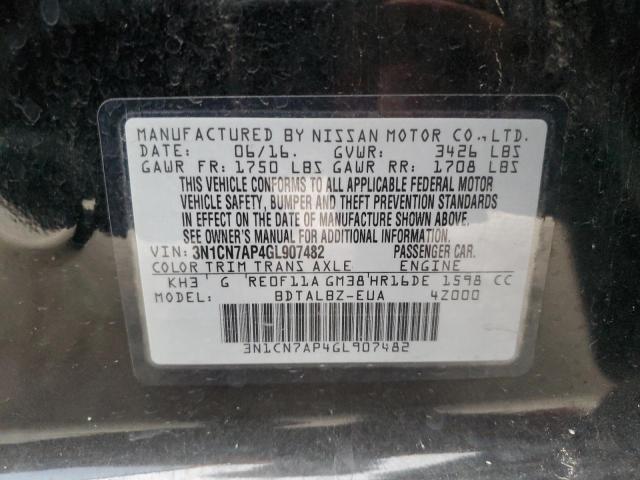 MANUFACTURED BY NISSAN MOTOR CO.,LTD.
DATE: 06/16. GVWR: 3426 LBS
GAWR FR: 1750 LBS GAWR RR: 1708 LBS
THIS VEHICLE CONFORMS TO ALL APPLICABLE FEDERAL MOTOR
VEHICLE SAFETY, BUMPER AND THEFT PREVENTION STANDARDS
IN EFFECT ON THE DATE OF MANUFACTURE SHOWN ABOVE.
SEE OWNER'S MANUAL FOR ADDITIONAL INFORMATION.
VIN: 3N1CN7AP4GL907482 PASSENGER CAR.
COLOR TRIM TRANS AXLE ENGINE
KH3 ' G ' RE0F11A GM38'HR16DE 1598 CC
MODEL: BDTALBZ-EUA 4Z000
3N1CN7AP4GL907482